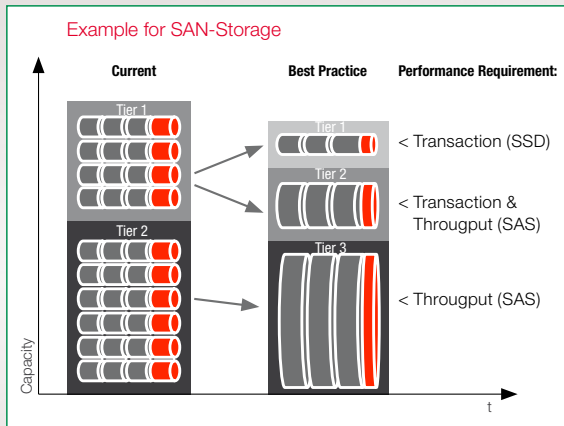 Example for SAN-Storage
Current
Best Practice
Performance Requirement:
Tier 1
Tier 1
< Transaction (SSD)
Tier 2
< Transaction &
Througput (SAS)
Tier 2
Tier 3
< Througput (SAS)
Capacity
t